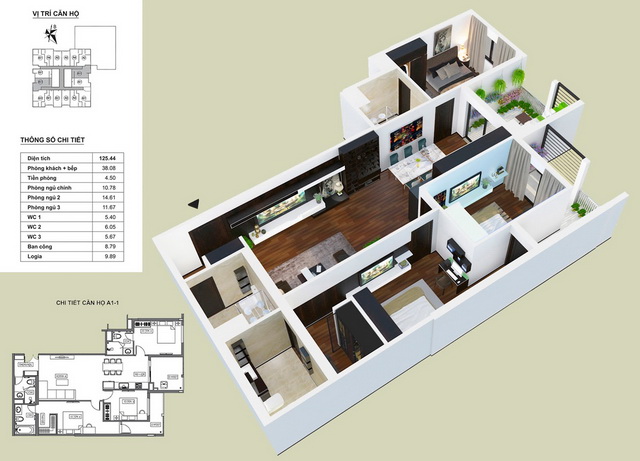 VỊ TRÍ CĂN HỘ
THÔNG SỐ CHI TIẾT
Diện tích 125.44
Phòng khách + bếp 38.08
Tiền phòng 4.50
Phòng ngủ chính 10.78
Phòng ngủ 2 14.61
Phòng ngủ 3 11.67
WC 1 5.40
WC 2 6.05
WC 3 5.67
Ban công 8.79
Logia 9.89
CHI TIẾT CĂN HỘ A1-1